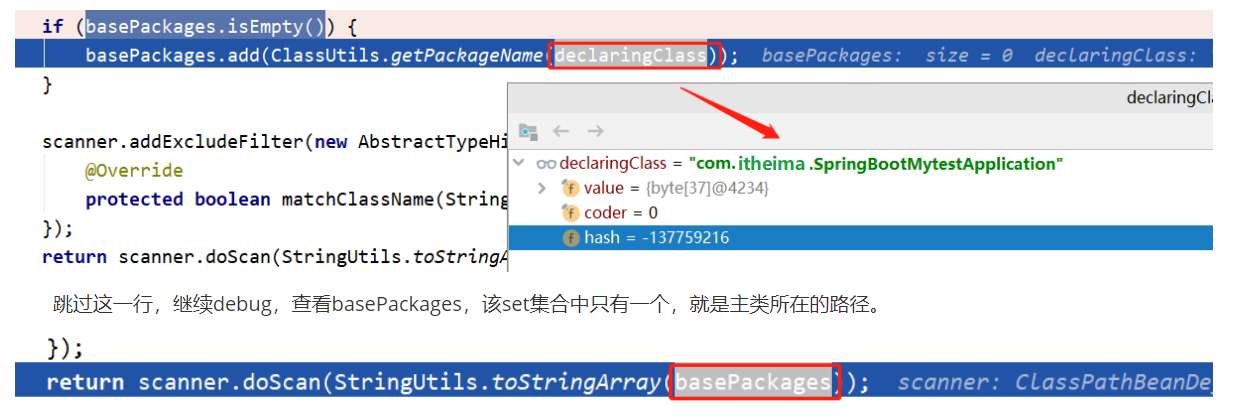 if (basePackages.isEmpty()) {
basePackages.add(ClassUtils.getPackageName(declaringClass)); basePackages: size = 0 declaringClass:
}
declaringCl
scanner.addExcludeFilter(new AbstractTypeHi
@Override
declaringClass = "com.itheima.SpringBootMytestApplication"
protected boolean matchClassName(String
value = {byte[37]@4234}
coder = 0
});
hash = -137759216
return scanner.doScan(StringUtils.toStringA
跳过这一行，继续debug，查看basePackages，该set集合中只有一个，就是主类所在的路径。
});
return scanner.doScan(StringUtils.toStringArray(basePackages)); scanner: ClassPathBeanDe